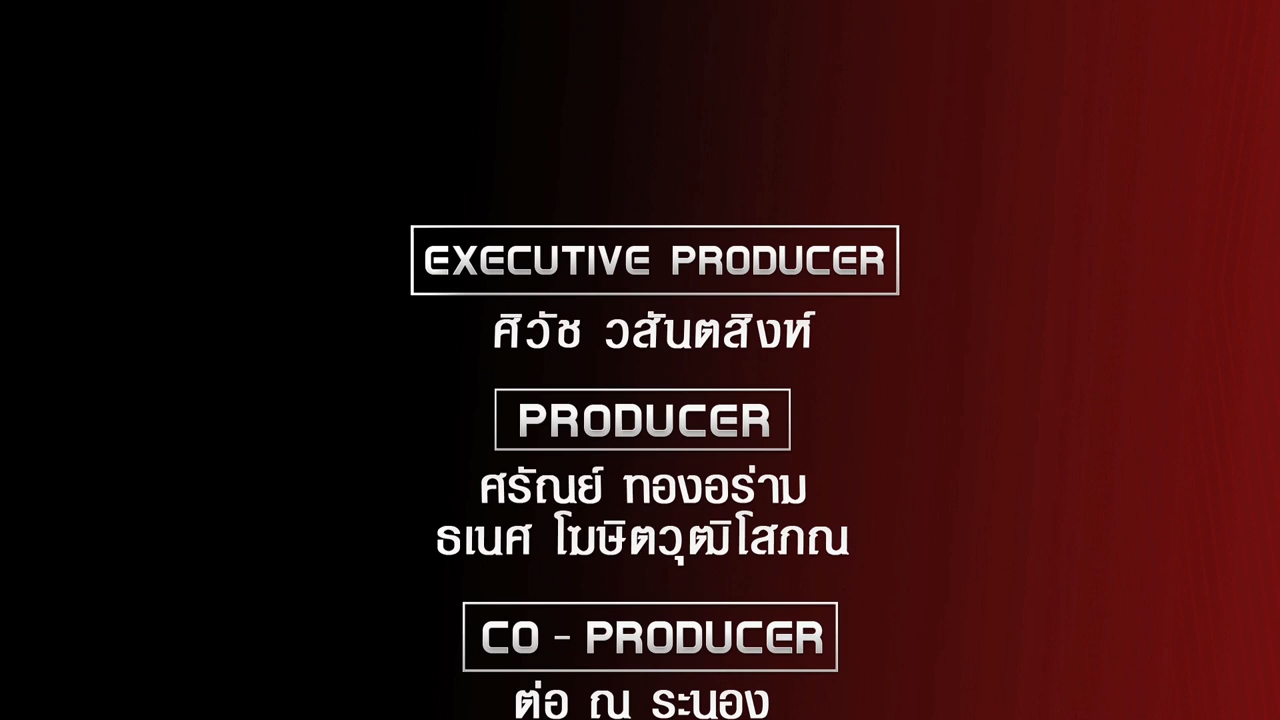 EXECUTIVE PRODUCER
ศิวัช วสันตสิงห์
PRODUCER
ศรัณย์ ทองอร่าม
ธเนศ โฆษิตวุฒิโสภณ
CO - PRODUCER
ต่อ ณ ระนอง